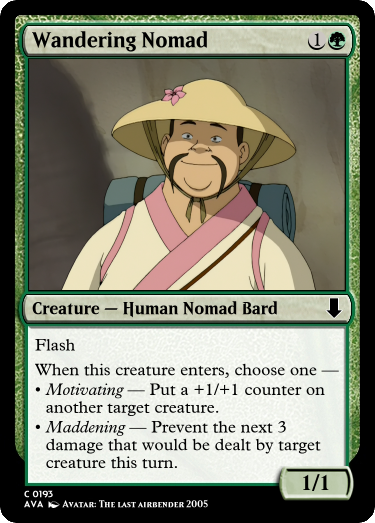 Wandering Nomad 1
Creature — Human Nomad Bard
Flash
When this creature enters, choose one —
• Motivating — Put a +1/+1 counter on
another target creature.
• Maddening — Prevent the next 3
damage that would be dealt by target
creature this turn.
1/1
C 0193
AVA Avatar: The last airbender 2005